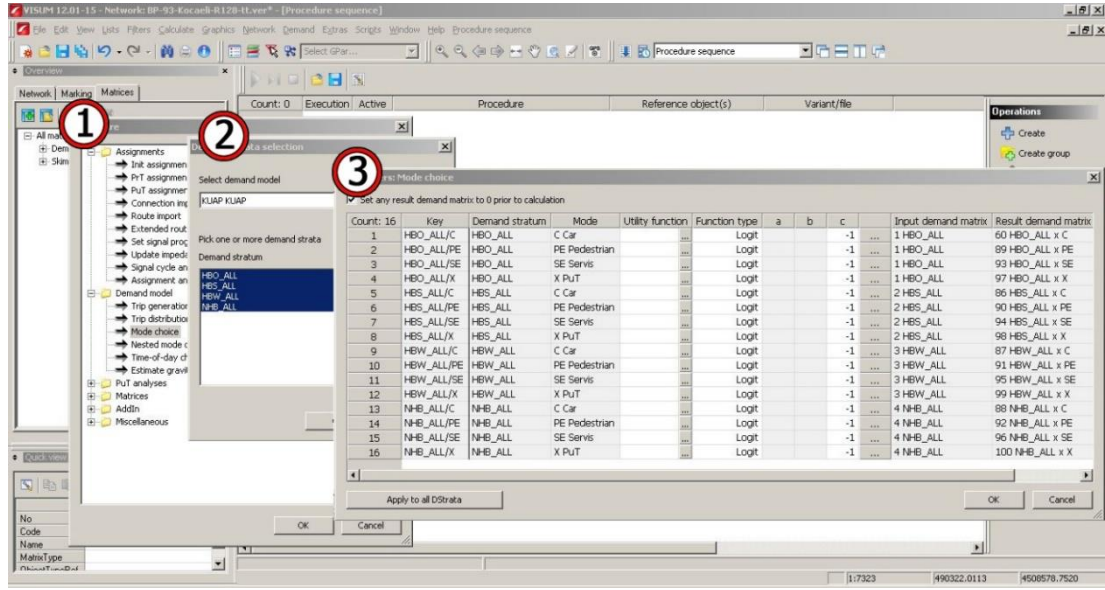 VISUM 12.01-15 - Network: BP-93-Kocaeli-R128-tt.ver* - [Procedure sequence]
File Edit View Lists Filters Calculate Graphics Network Demand Extras Scripts Window Help Procedure sequence
Select GPar... Procedure sequence
Overview
Network Marking Matrices
Count: 0 Execution Active Procedure Reference object(s) Variant/file
Operations
Create
Create group
1
Assignments
Init assignmen
PrT assignmen
PuT assignmer
Connection imp
Route import
Extended rout
Set signal prog
Update impeda
Signal cycle an
Assignment an
Demand model
Trip generation
Trip distribution
Mode choice
Nested mode c
Time-of-day ch
Estimate gravit
PuT analyses
Matrices
AddIn
Miscellaneous
OK Cancel
2
ata selection
Select demand model
KUAP KUAP
Pick one or more demand strata
Demand stratum
HBO_ALL
HBS_ALL
HBW_ALL
NHB_ALL
3
rs: Mode choice
Set any result demand matrix to 0 prior to calculation
Count: 16 Key Demand stratum Mode Utility function Function type a b c Input demand matrix Result demand matrix
1 HBO_ALL/C HBO_ALL C Car ... Logit -1 ... 1 HBO_ALL 60 HBO_ALL x C
2 HBO_ALL/PE HBO_ALL PE Pedestrian ... Logit -1 ... 1 HBO_ALL 89 HBO_ALL x PE
3 HBO_ALL/SE HBO_ALL SE Servis ... Logit -1 ... 1 HBO_ALL 93 HBO_ALL x SE
4 HBO_ALL/X HBO_ALL X PuT ... Logit -1 ... 1 HBO_ALL 97 HBO_ALL x X
5 HBS_ALL/C HBS_ALL C Car ... Logit -1 ... 2 HBS_ALL 86 HBS_ALL x C
6 HBS_ALL/PE HBS_ALL PE Pedestrian ... Logit -1 ... 2 HBS_ALL 90 HBS_ALL x PE
7 HBS_ALL/SE HBS_ALL SE Servis ... Logit -1 ... 2 HBS_ALL 94 HBS_ALL x SE
8 HBS_ALL/X HBS_ALL X PuT ... Logit -1 ... 2 HBS_ALL 98 HBS_ALL x X
9 HBW_ALL/C HBW_ALL C Car ... Logit -1 ... 3 HBW_ALL 87 HBW_ALL x C
10 HBW_ALL/PE HBW_ALL PE Pedestrian ... Logit -1 ... 3 HBW_ALL 91 HBW_ALL x PE
11 HBW_ALL/SE HBW_ALL SE Servis ... Logit -1 ... 3 HBW_ALL 95 HBW_ALL x SE
12 HBW_ALL/X HBW_ALL X PuT ... Logit -1 ... 3 HBW_ALL 99 HBW_ALL x X
13 NHB_ALL/C NHB_ALL C Car ... Logit -1 ... 4 NHB_ALL 88 NHB_ALL x C
14 NHB_ALL/PE NHB_ALL PE Pedestrian ... Logit -1 ... 4 NHB_ALL 92 NHB_ALL x PE
15 NHB_ALL/SE NHB_ALL SE Servis ... Logit -1 ... 4 NHB_ALL 96 NHB_ALL x SE
16 NHB_ALL/X NHB_ALL X PuT ... Logit -1 ... 4 NHB_ALL 100 NHB_ALL x X
Apply to all DStrata OK Cancel
Quick view
No
Code
Name
MatrixType
1:7323 490322.0113 4508578.7520